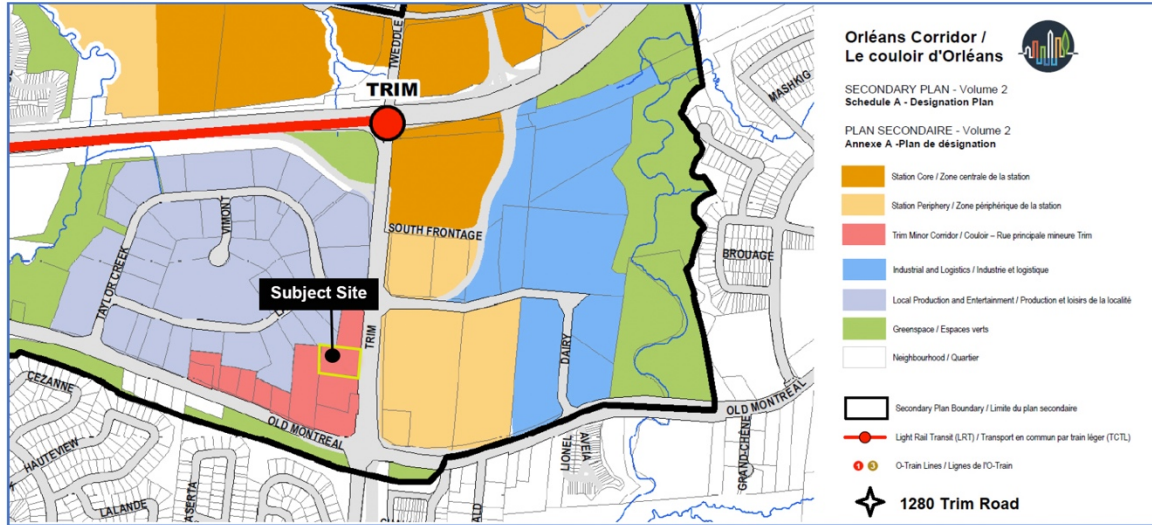 TWEDDLE
TRIM
MASHKIG
SOUTH FRONTAGE
VIMONT
TAYLOR CREEK
BROUAGE
Subject Site
TRIM
DAIRY
CEZANNE
OLD MONTREAL
OLD MONTREAL
HAUTEVIEW
LIONEL
AVEIA
GRAND-CHÊNE
LALANDE
CASERTA
Orléans Corridor /
Le couloir d'Orléans
SECONDARY PLAN - Volume 2
Schedule A - Designation Plan
PLAN SECONDAIRE - Volume 2
Annexe A -Plan de désignation
Station Core / Zone centrale de la station
Station Periphery / Zone périphérique de la station
Trim Minor Corridor / Couloir – Rue principale mineure Trim
Industrial and Logistics / Industrie et logistique
Local Production and Entertainment / Production et loisirs de la localité
Greenspace / Espaces verts
Neighbourhood / Quartier
Secondary Plan Boundary / Limite du plan secondaire
Light Rail Transit (LRT) / Transport en commun par train léger (TCTL)
1 3 O-Train Lines / Lignes de l'O-Train
1280 Trim Road